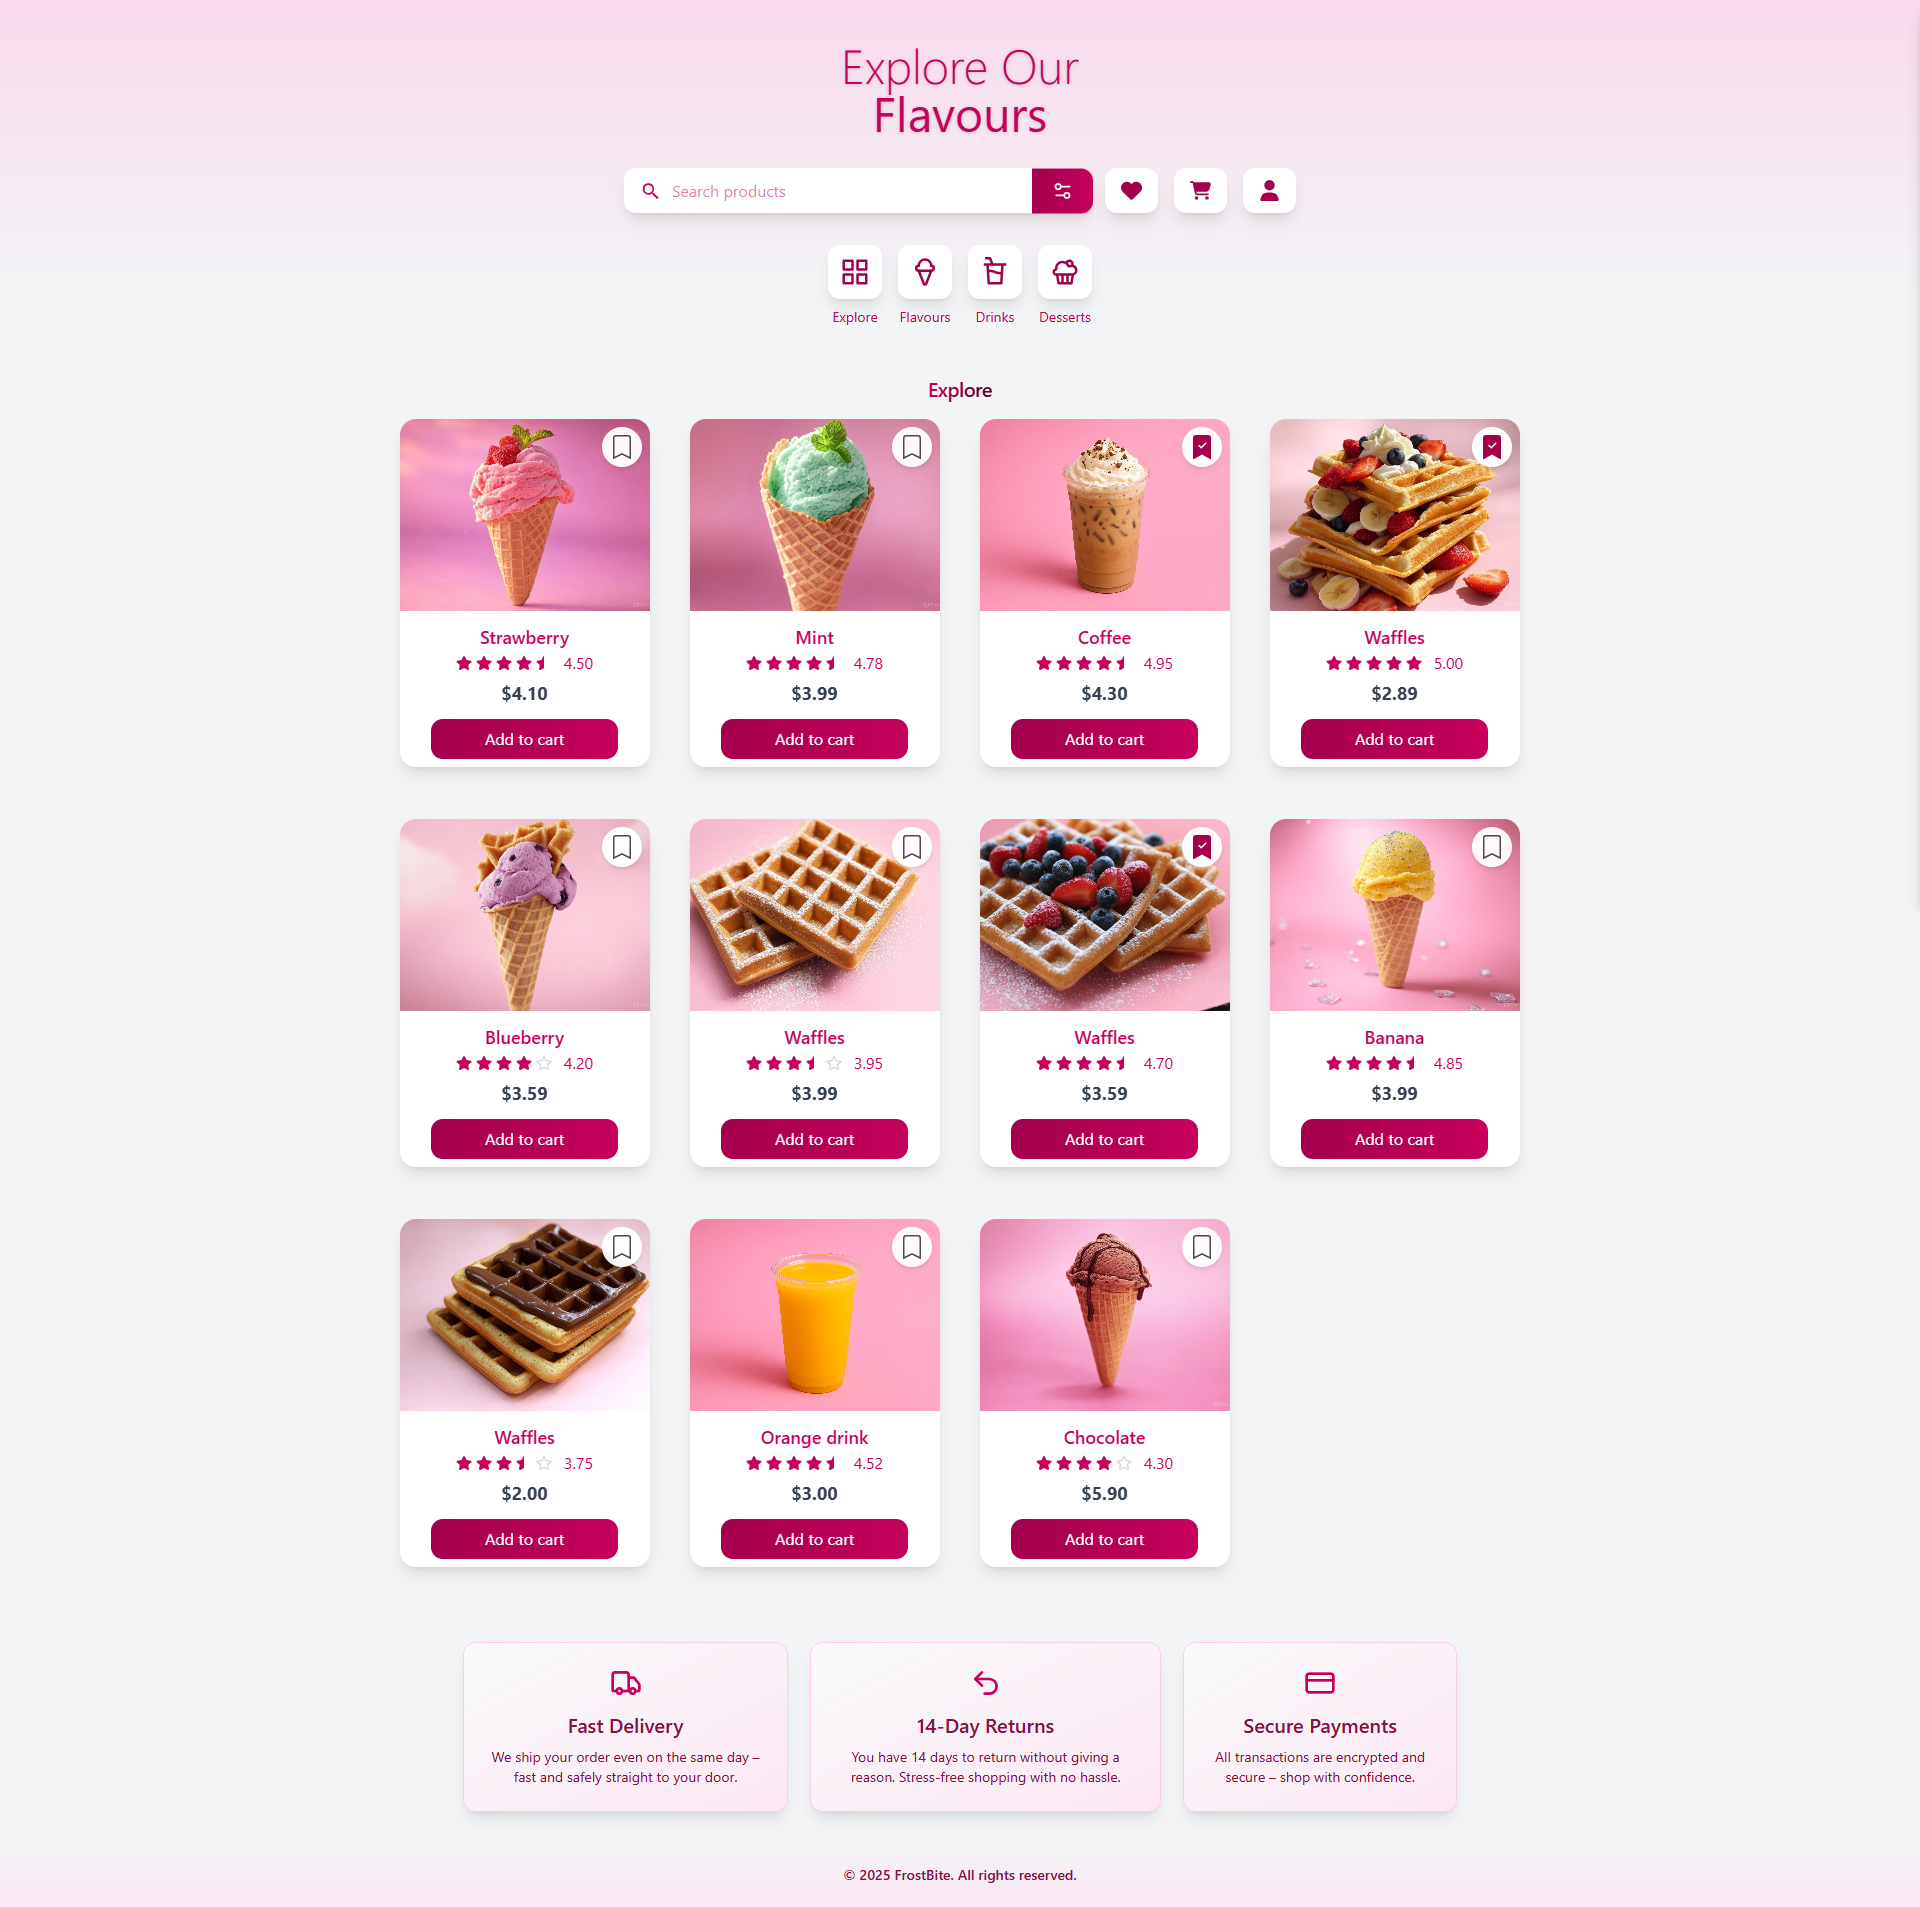 Explore Our
Flavours
Search products
Explore Flavours Drinks Desserts
Explore
Strawberry
4.50
$4.10
Add to cart
Mint
4.78
$3.99
Add to cart
Coffee
4.95
$4.30
Add to cart
Waffles
5.00
$2.89
Add to cart
Blueberry
4.20
$3.59
Add to cart
Waffles
3.95
$3.99
Add to cart
Waffles
4.70
$3.59
Add to cart
Banana
4.85
$3.99
Add to cart
Waffles
3.75
$2.00
Add to cart
Orange drink
4.52
$3.00
Add to cart
Chocolate
4.30
$5.90
Add to cart
Fast Delivery
We ship your order even on the same day –
fast and safely straight to your door.
14-Day Returns
You have 14 days to return without giving a
reason. Stress-free shopping with no hassle.
Secure Payments
All transactions are encrypted and
secure – shop with confidence.
© 2025 FrostBite. All rights reserved.